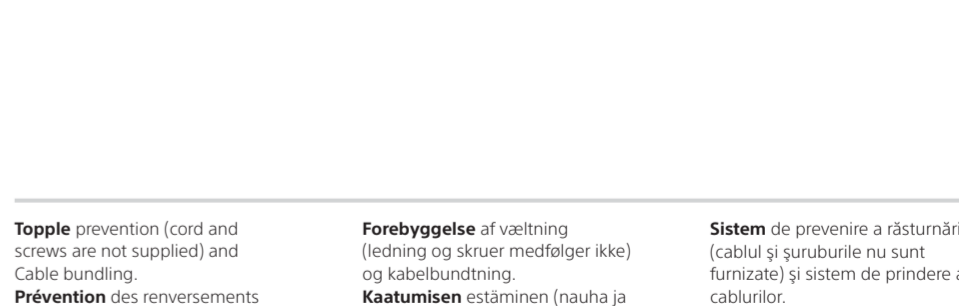 Topple prevention (cord and
screws are not supplied) and
Cable bundling.
Prévention des renversements
Forebyggelse af væltning
(ledning og skruer medfølger ikke)
og kabelbundtning.
Kaatumisen estäminen (nauha ja
Sistem de prevenire a răsturnări
(cablul şi şuruburile nu sunt
furnizate) şi sistem de prindere a
cablurilor.